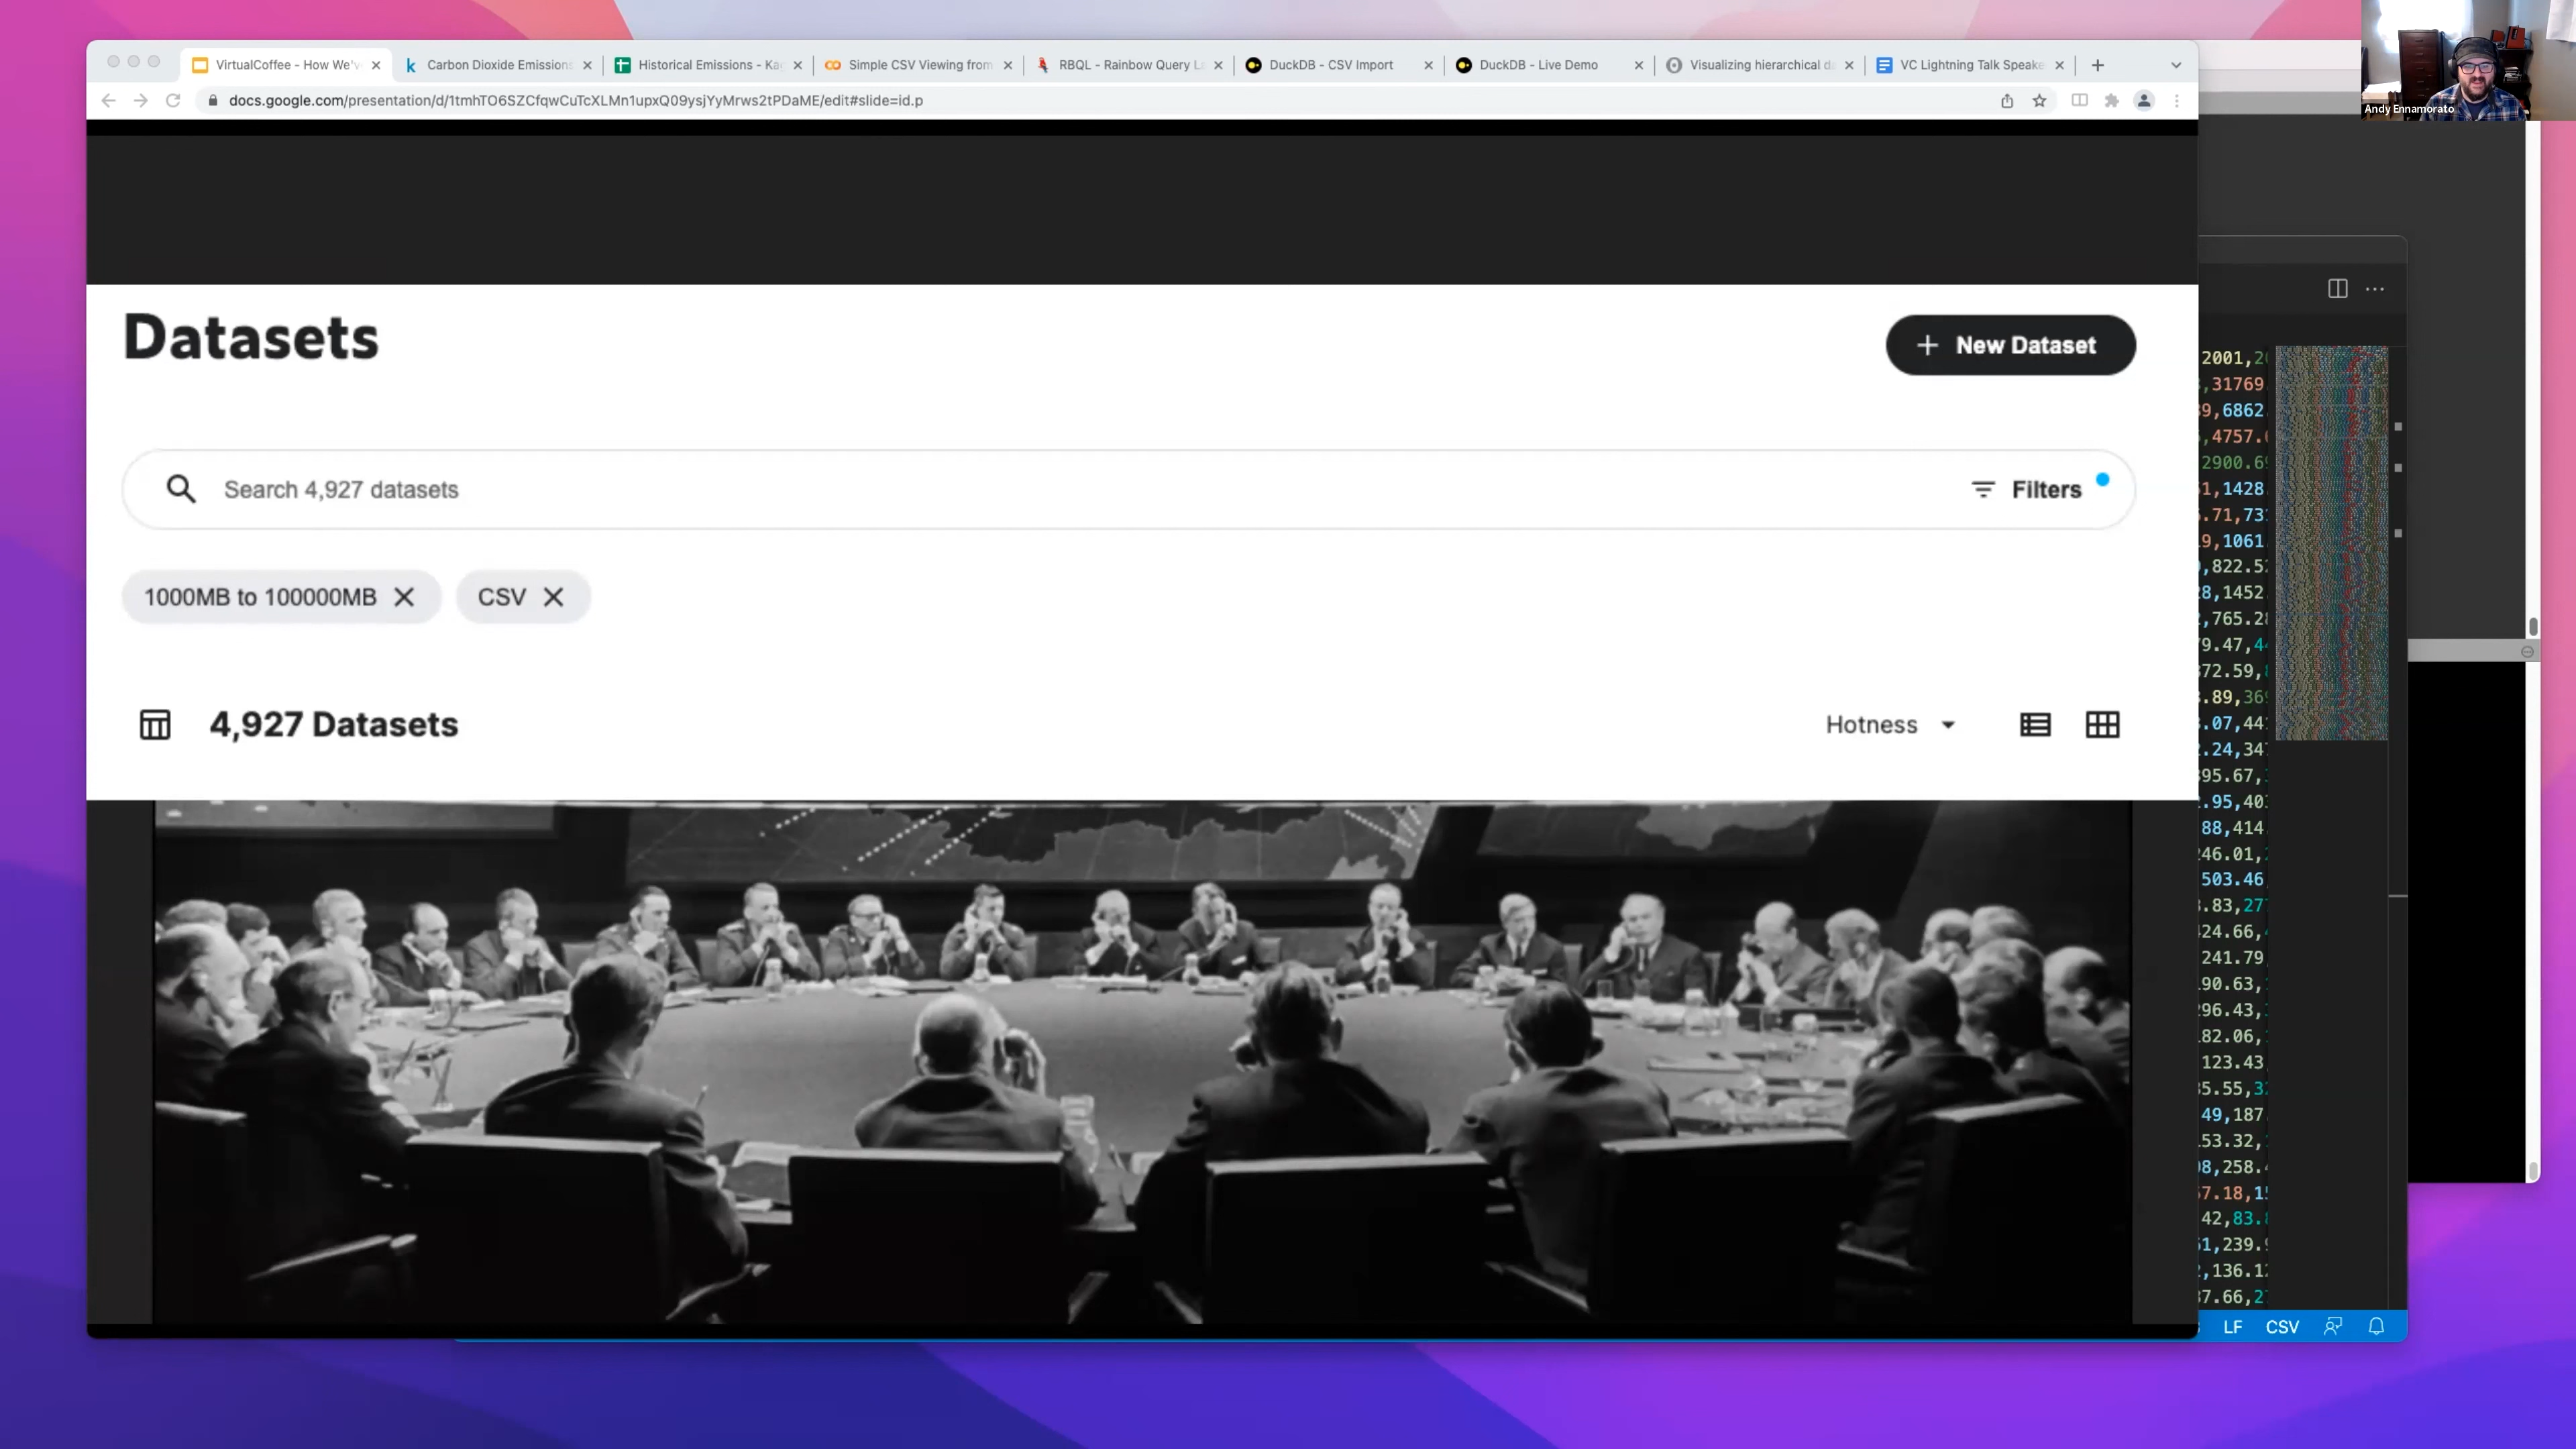 VirtualCoffee - How We'v
Carbon Dioxide Emissions
Historical Emissions - Kag
Simple CSV Viewing from
RBQL - Rainbow Query La
DuckDB - CSV Import
DuckDB - Live Demo
Visualizing hierarchical da
VC Lightning Talk Speake
docs.google.com/presentation/d/1tmhTO6SZCfqwCuTcXLMn1upxQ09ysjYyMrws2tPDaME/edit#slide=id.p
Andy Ennamorato
Datasets
+ New Dataset
Search 4,927 datasets
Filters
1000MB to 100000MB
CSV
4,927 Datasets
Hotness
2001,2
,31769
9,6862.
,4757.
2900.6
1,1428.
.71,73
9,1061.
,822.5
8,1452.
,765.2
9.47,4
72.59,
.89,36
.07,44
.24,34
95.67,
.95,40
88,414.
46.01,
503.46,
.83,27
24.66,
241.79,
90.63,
96.43,
82.06,
123.43,
5.55,3
49,187.
53.32,
8,258.
7.18,1
42,83.
1,239.
,136.1
7.66,2
LF
CSV